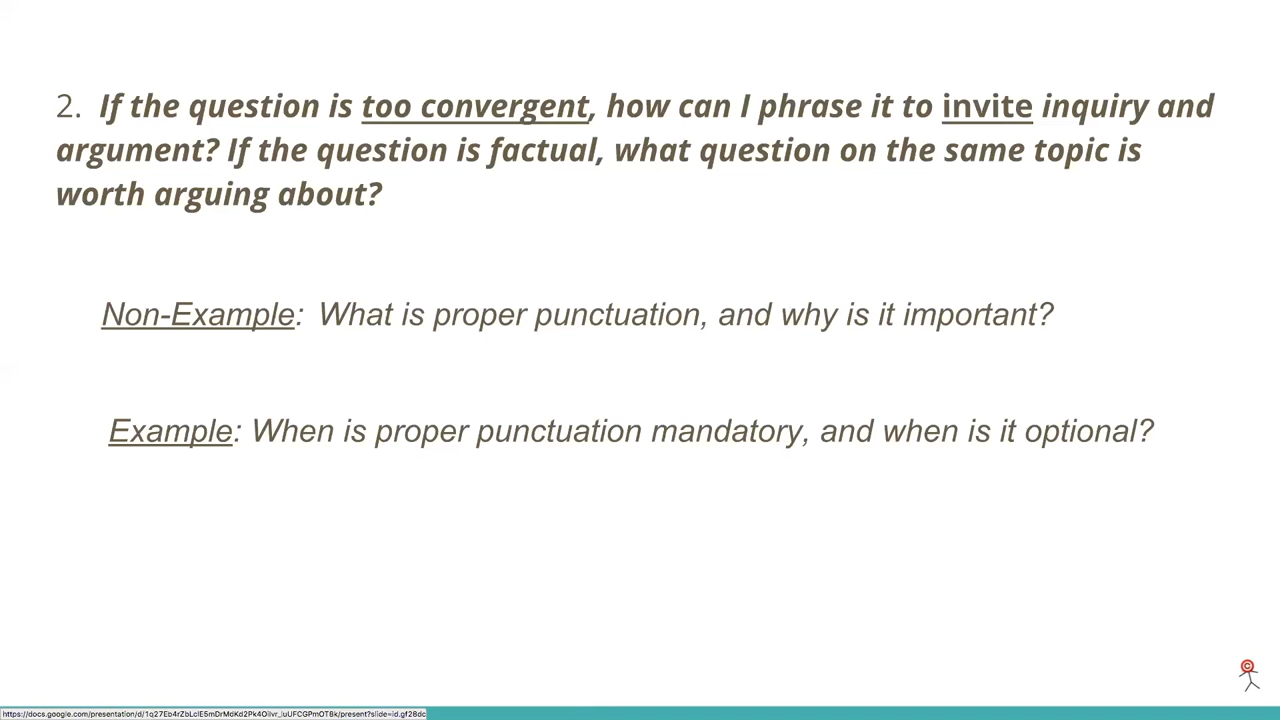 2. If the question is too convergent, how can I phrase it to invite inquiry and
argument? If the question is factual, what question on the same topic is
worth arguing about?
Non-Example: What is proper punctuation, and why is it important?
Example: When is proper punctuation mandatory, and when is it optional?